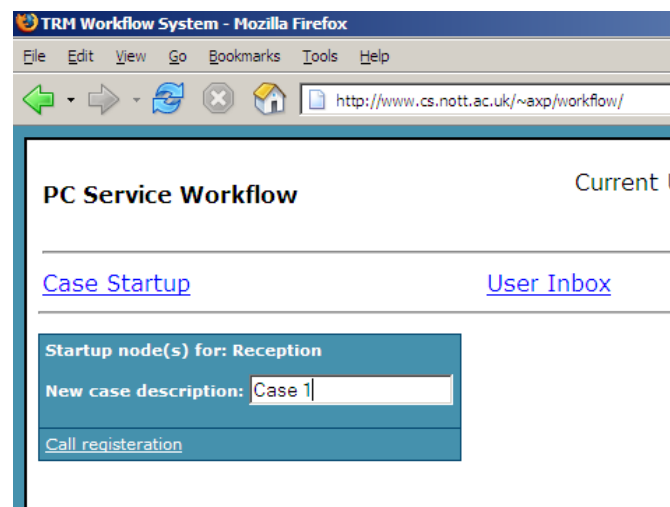 TRM Workflow System - Mozilla Firefox
File Edit View Go Bookmarks Tools Help
http://www.cs.nott.ac.uk/~axp/workflow/
PC Service Workflow Current
Case Startup User Inbox
Startup node(s) for: Reception
New case description: Case 1
Call registeration